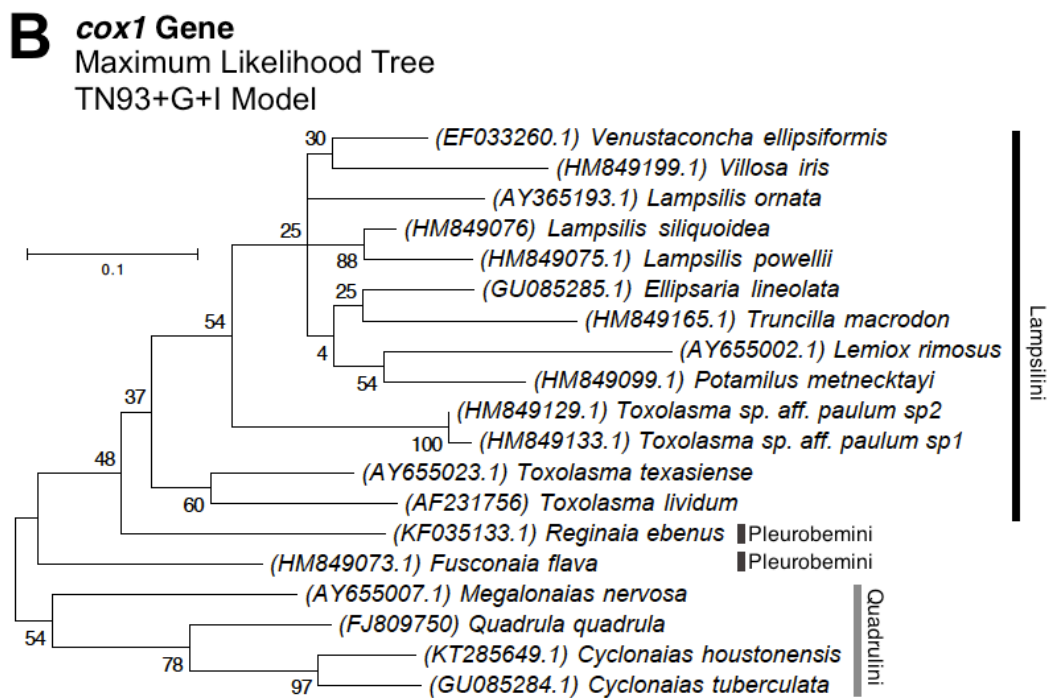 B
cox1 Gene
Maximum Likelihood Tree
TN93+G+I Model
30
(EF033260.1) Venustaconcha ellipsiformis
(HM849199.1) Villosa iris
(AY365193.1) Lampsilis ornata
25
(HM849076) Lampsilis siliquoidea
88
(HM849075.1) Lampsilis powellii
0.1
25
(GU085285.1) Ellipsaria lineolata
(HM849165.1) Truncilla macrodon
54
4
(AY655002.1) Lemiox rimosus
54
(HM849099.1) Potamilus metnecktayi
Lampsilini
37
(HM849129.1) Toxolasma sp. aff. paulum sp2
100
(HM849133.1) Toxolasma sp. aff. paulum sp1
48
(AY655023.1) Toxolasma texasiense
60
(AF231756) Toxolasma lividum
(KF035133.1) Reginaia ebenus
Pleurobemini
(HM849073.1) Fusconaia flava
Pleurobemini
(AY655007.1) Megalonaias nervosa
54
(FJ809750) Quadrula quadrula
Quadrulini
78
(KT285649.1) Cyclonaias houstonensis
97
(GU085284.1) Cyclonaias tuberculata